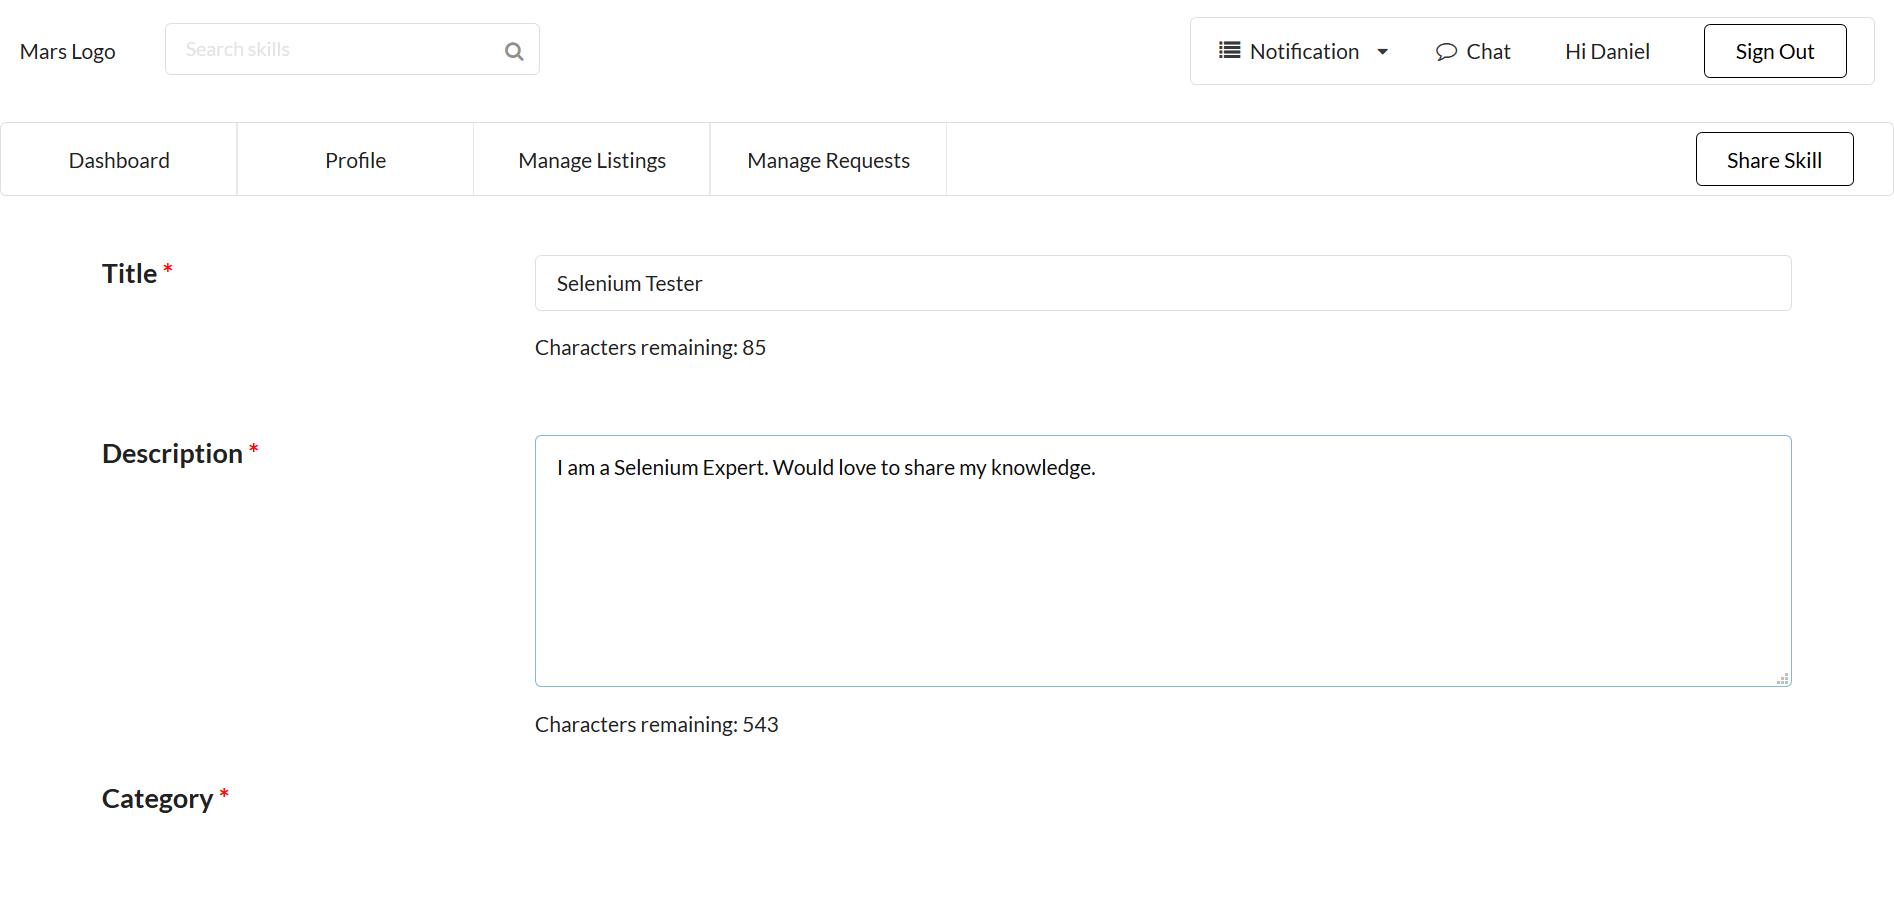 Mars Logo
Search skills
Notification
Chat
Hi Daniel
Sign Out
Dashboard
Profile
Manage Listings
Manage Requests
Share Skill
Title *
Selenium Tester
Characters remaining: 85
Description *
I am a Selenium Expert. Would love to share my knowledge.
Characters remaining: 543
Category *